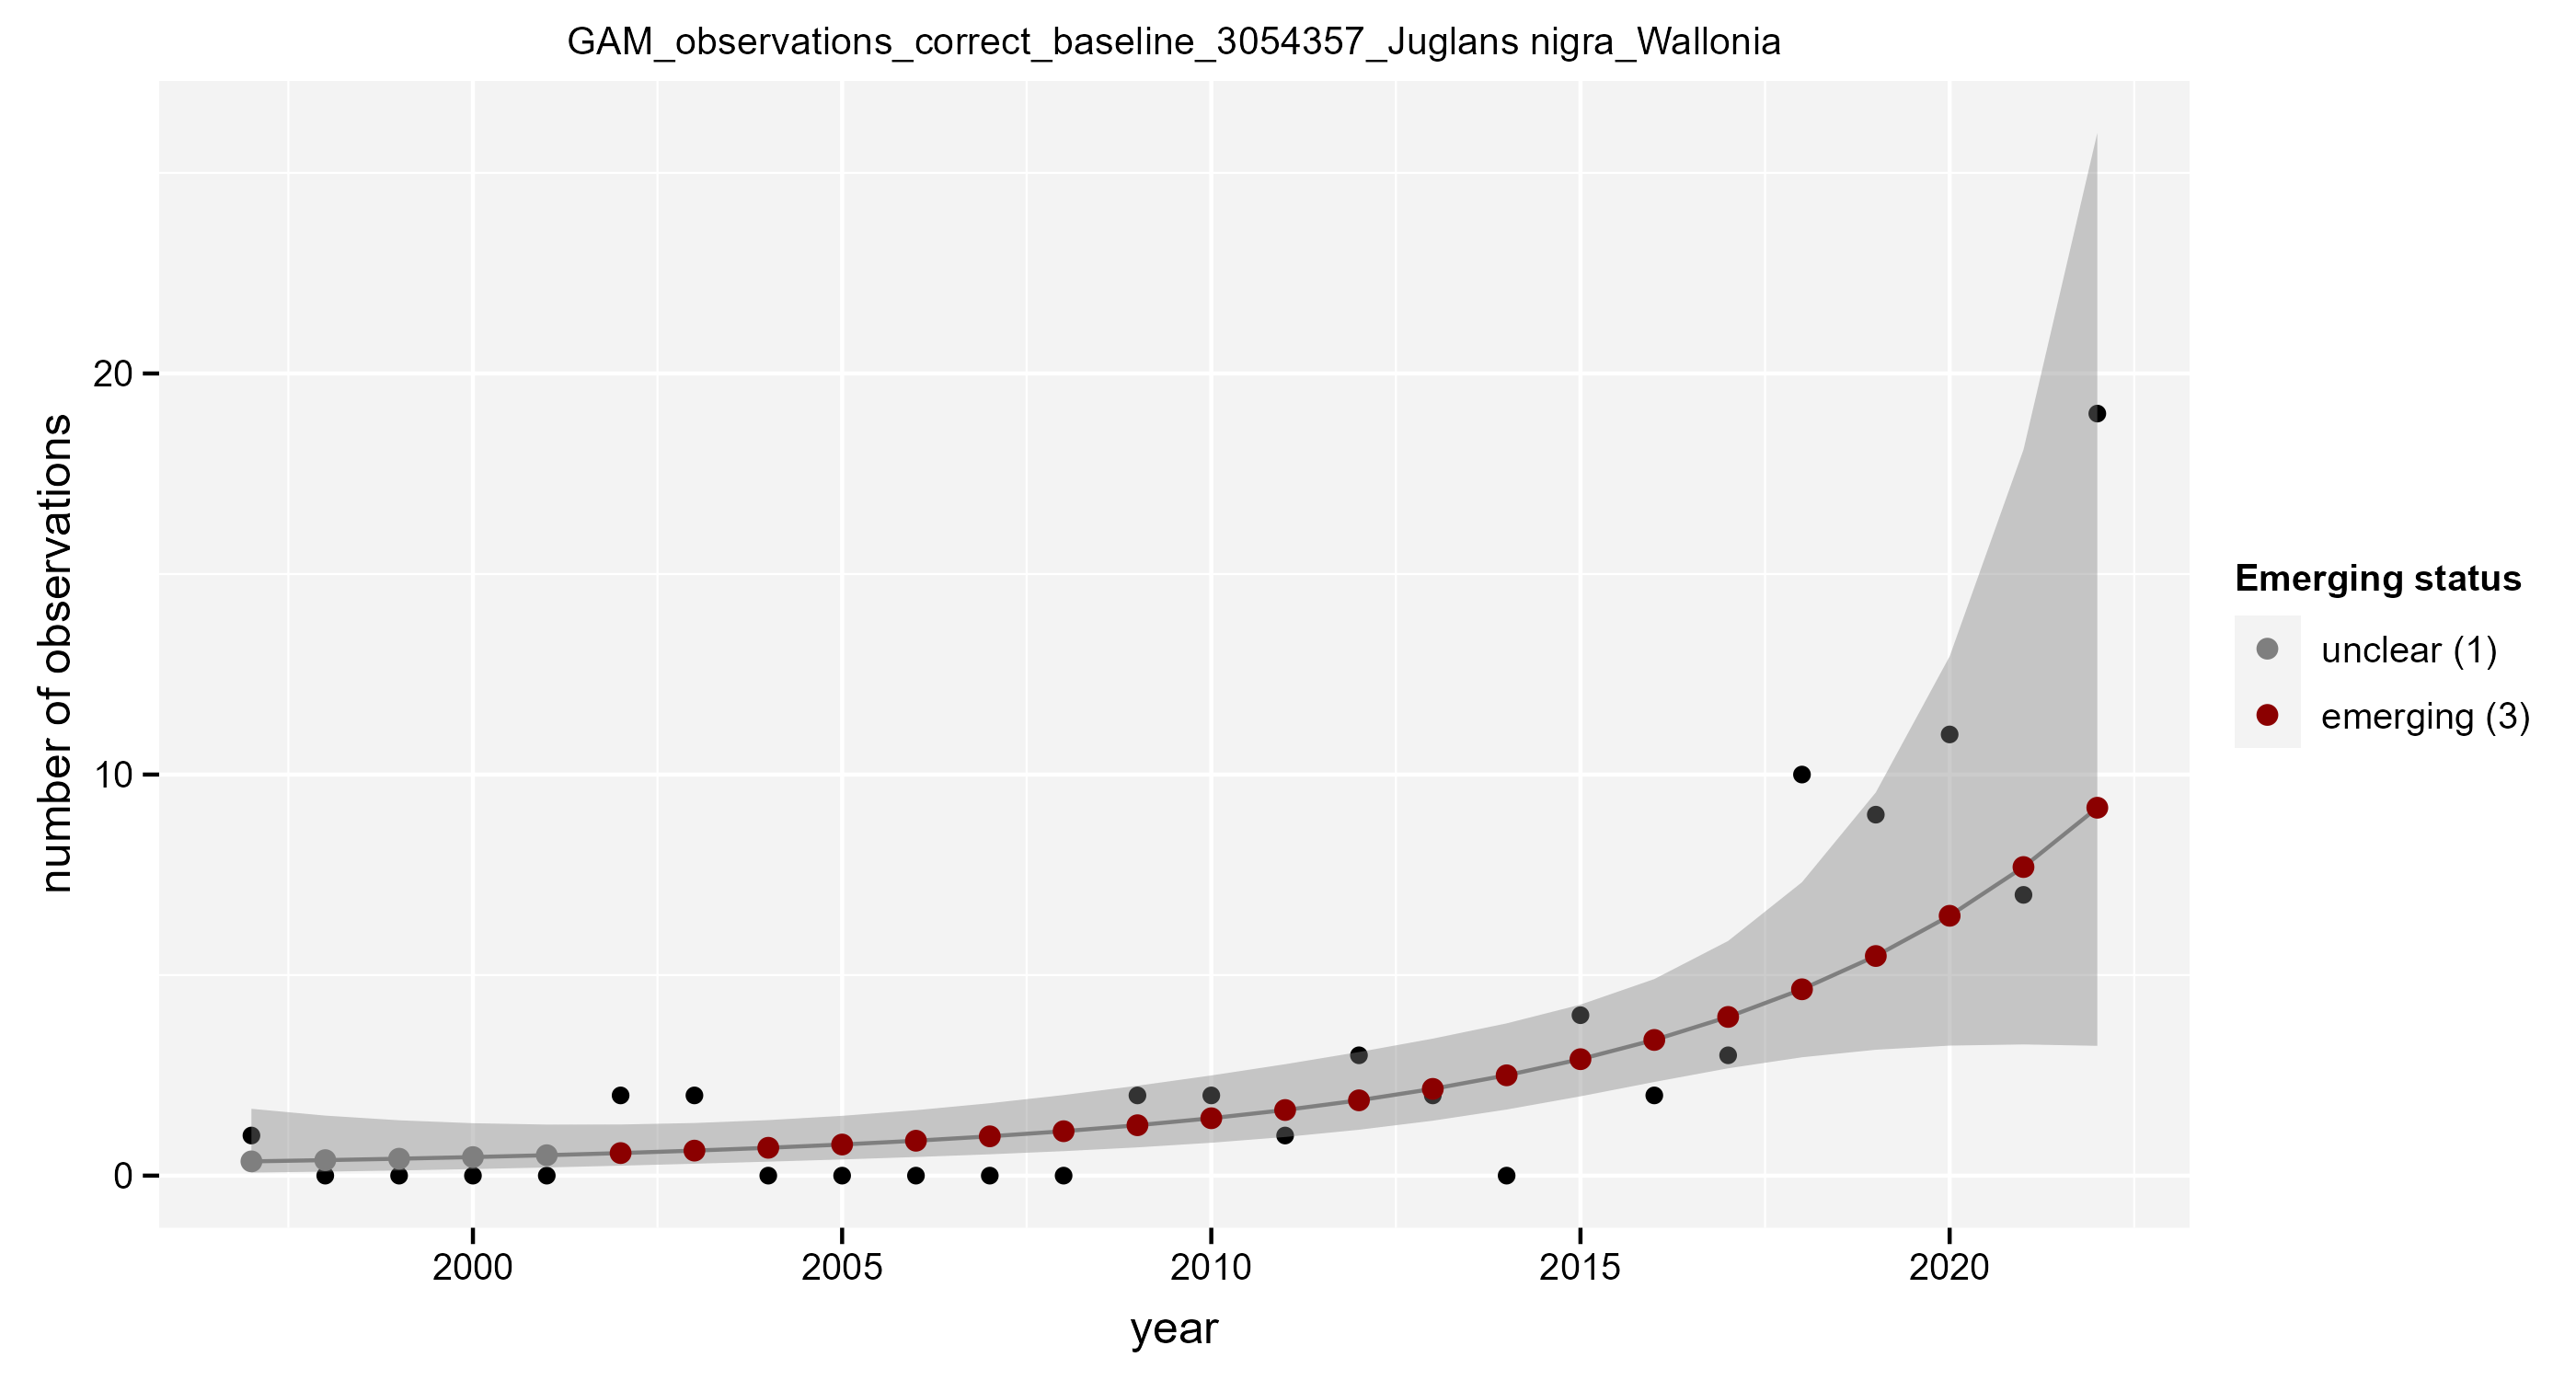 GAM_observations_correct_baseline_3054357_Juglans nigra_Wallonia
number of observations
20
10
0
2000 2005 2010 2015 2020
year
Emerging status
unclear (1)
emerging (3)